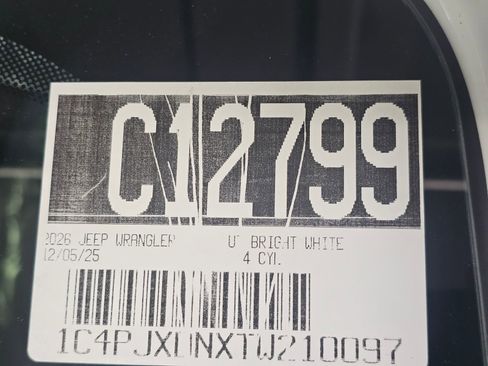 C12799
2026 JEEP WRANGLER U BRIGHT WHITE
12/05/25 4 CYL
1C4PJXDNXTW210097